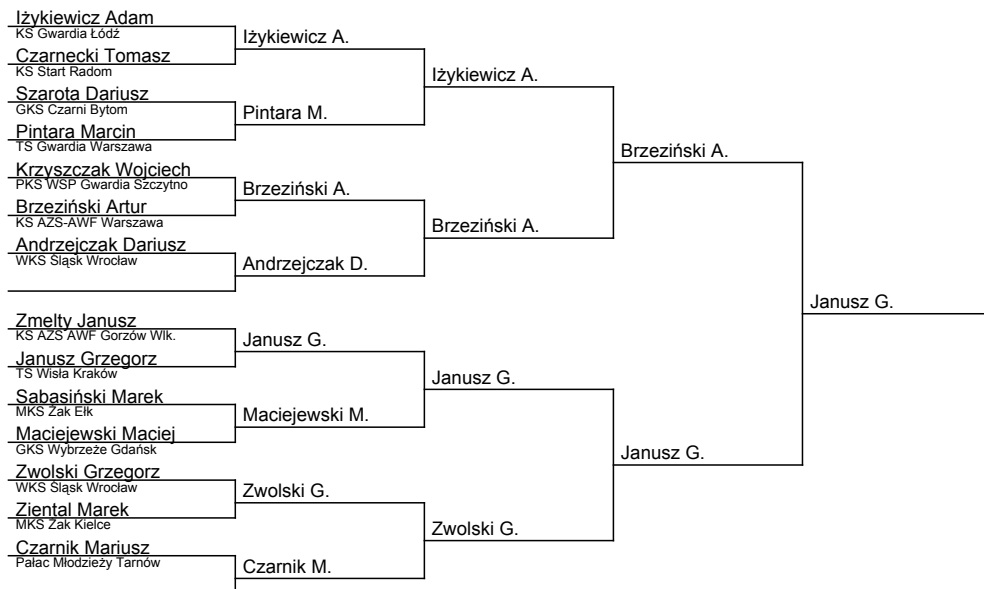 Iżykiewicz Adam
KS Gwardia Łódź
Czarnecki Tomasz
KS Start Radom
Szarota Dariusz
GKS Czarni Bytom
Pintara Marcin
TS Gwardia Warszawa
Krzyszczak Wojciech
PKS WSP Gwardia Szczytno
Brzeziński Artur
KS AZS-AWF Warszawa
Andrzejczak Dariusz
WKS Śląsk Wrocław
Zmelty Janusz
KS AZS AWF Gorzów Wlk.
Janusz Grzegorz
TS Wisła Kraków
Sabasiński Marek
MKS Żak Ełk
Maciejewski Maciej
GKS Wybrzeże Gdańsk
Zwolski Grzegorz
WKS Śląsk Wrocław
Ziental Marek
MKS Żak Kielce
Czarnik Mariusz
Pałac Młodzieży Tarnów
Iżykiewicz A.
Pintara M.
Brzeziński A.
Andrzejczak D.
Janusz G.
Maciejewski M.
Zwolski G.
Czarnik M.
Iżykiewicz A.
Brzeziński A.
Janusz G.
Zwolski G.
Brzeziński A.
Janusz G.
Janusz G.